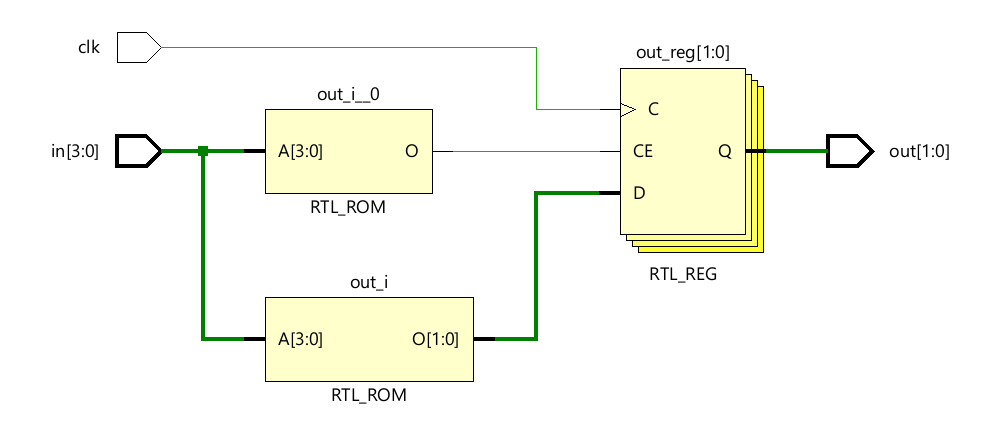 clk
out_reg[1:0]
out_i__0
C
in[3:0]
A[3:0]
O
CE
Q
out[1:0]
D
RTL_ROM
RTL_REG
out_i
A[3:0]
O[1:0]
RTL_ROM